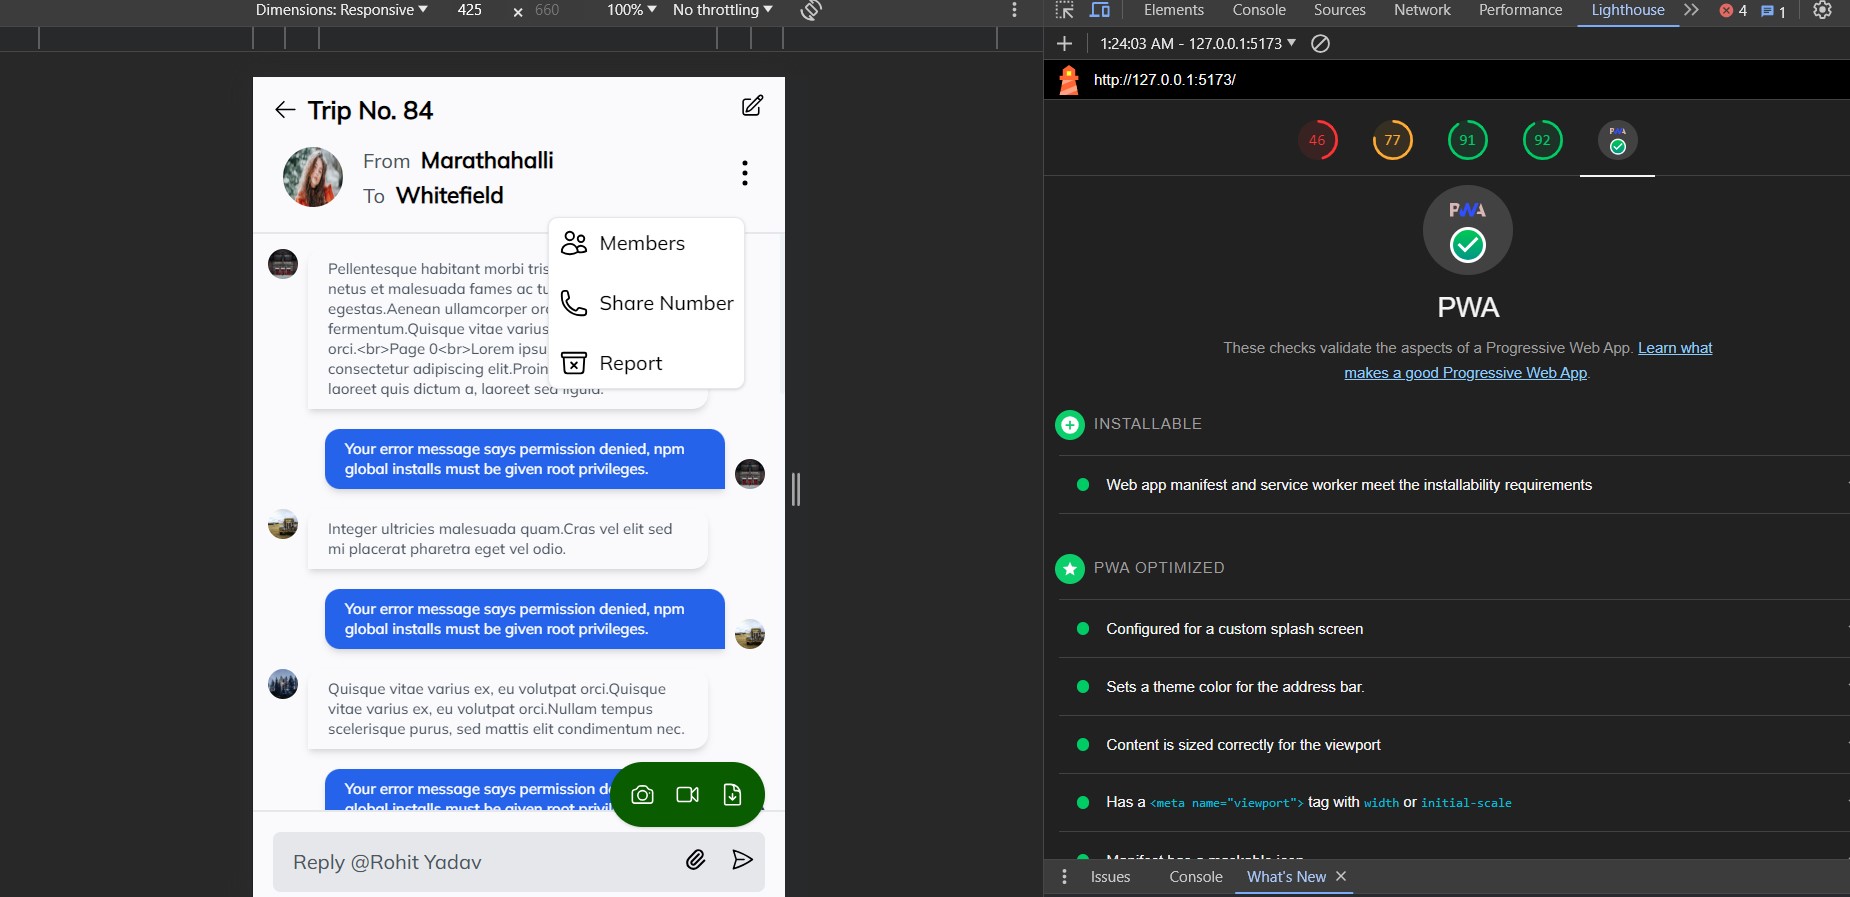 Dimensions: Responsive 425 × 660 100% No throttling
Elements Console Sources Network Performance Lighthouse 4 1
1:24:03 AM - 127.0.0.1:5173
http://127.0.0.1:5173/
46 77 91 92 PWA
Trip No. 84
From Marathahalli
To Whitefield
Members
Share Number
Report
Pellentesque habitant morbi
netus et malesuada fames ac
egestas.Aenean ullamcorper
fermentum.Quisque vitae varius
orci.<br>Page 0<br>Lorem
consectetur adipiscing elit.Proin
laoreet quis dictum a, laoreet sed ligula.
Your error message says permission denied, npm
global installs must be given root privileges.
Integer ultricies malesuada quam.Cras vel elit sed
mi placerat pharetra eget vel odio.
Your error message says permission denied, npm
global installs must be given root privileges.
Quisque vitae varius ex, eu volutpat orci.Quisque
vitae varius ex, eu volutpat orci.Nullam tempus
scelerisque purus, sed mattis elit condimentum nec.
Your error message says permission
global installs must be given root
Reply @Rohit Yadav
PWA
PWA
These checks validate the aspects of a Progressive Web App. Learn what
makes a good Progressive Web App.
INSTALLABLE
Web app manifest and service worker meet the installability requirements
PWA OPTIMIZED
Configured for a custom splash screen
Sets a theme color for the address bar.
Content is sized correctly for the viewport
Has a <meta name="viewport"> tag with width or initial-scale
Manifest has a maskable icon
Issues Console What's New